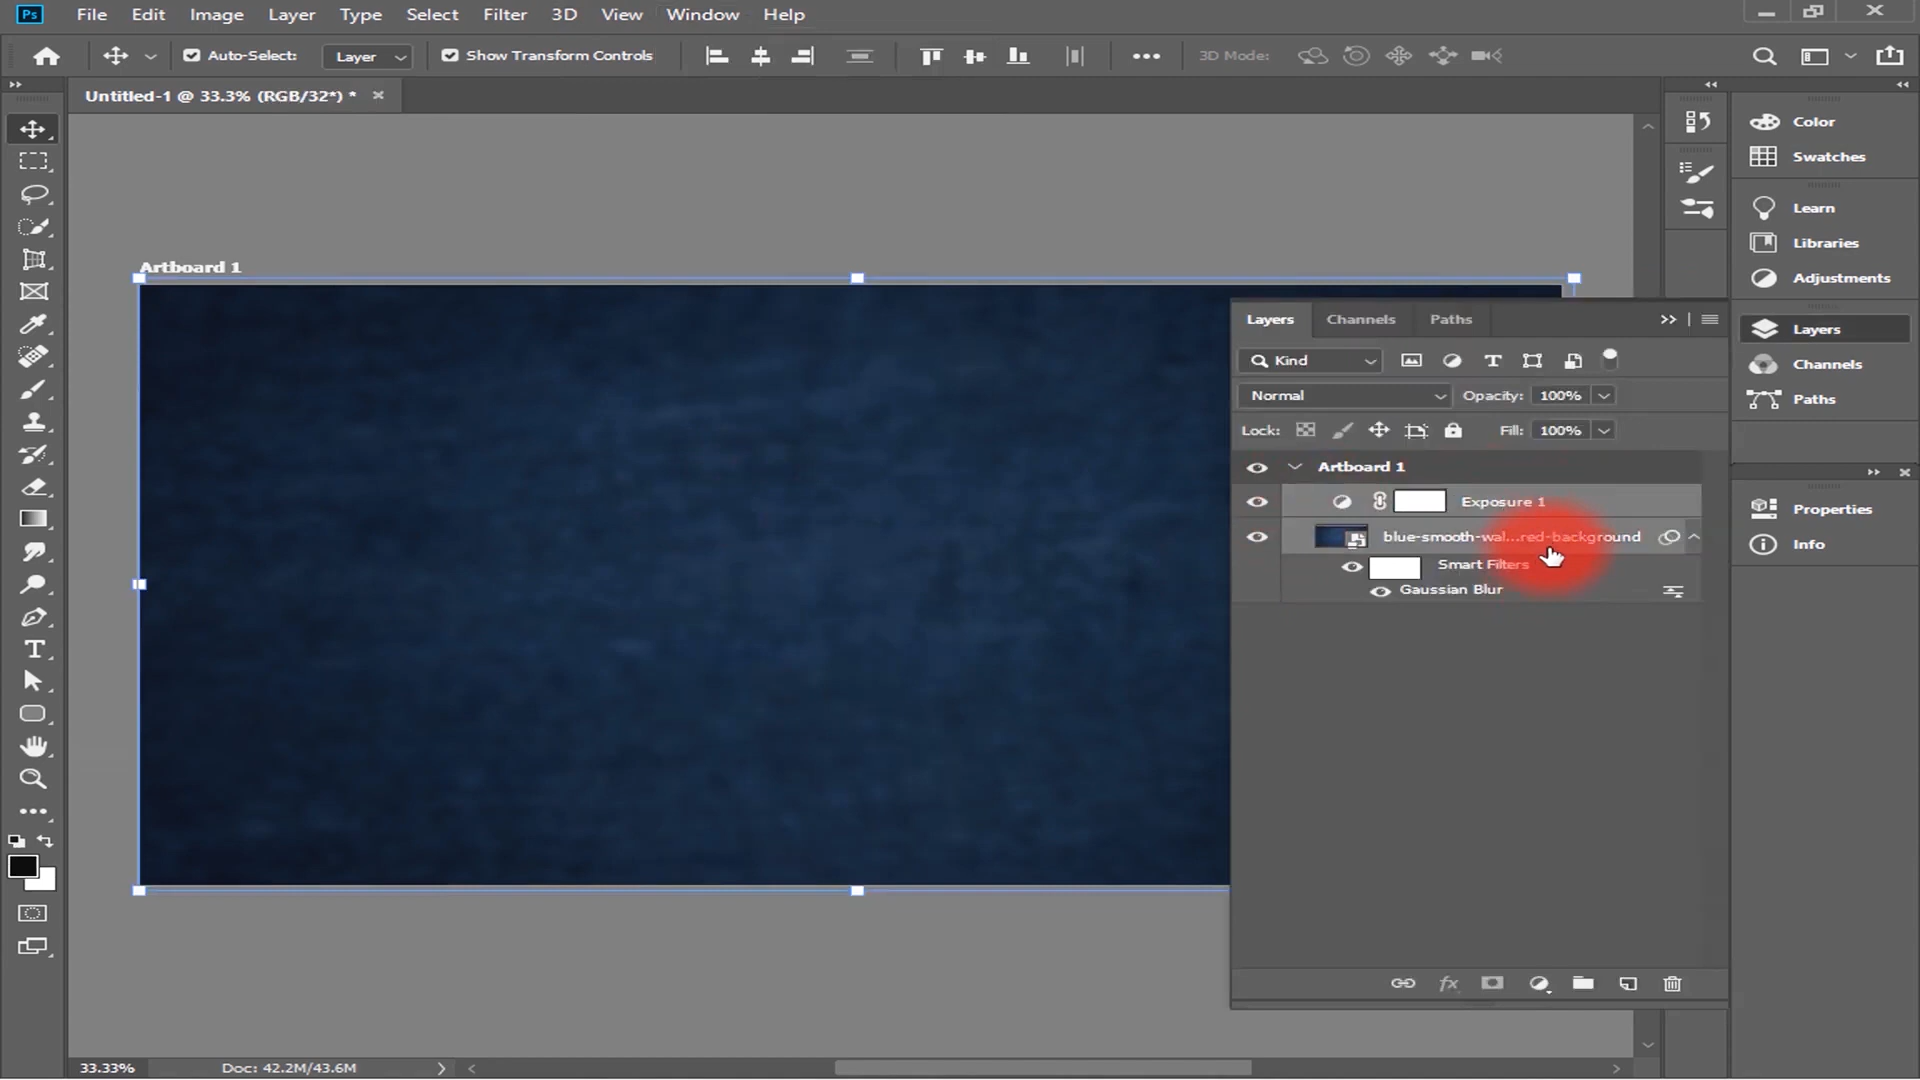 Ps File Edit Image Layer Type Select Filter 3D View Window Help
Auto-Select: Layer Show Transform Controls 3D Mode:
Untitled-1 @ 33.3% (RGB/32*) *
Artboard 1
Layers Channels Paths
Kind
Normal Opacity: 100%
Lock: Fill: 100%
Artboard 1
Exposure 1
blue-smooth-wal...red-background
Smart Filters
Gaussian Blur
Color
Swatches
Learn
Libraries
Adjustments
Layers
Channels
Paths
Properties
Info
T
fx
33.33% Doc: 42.2M/43.6M